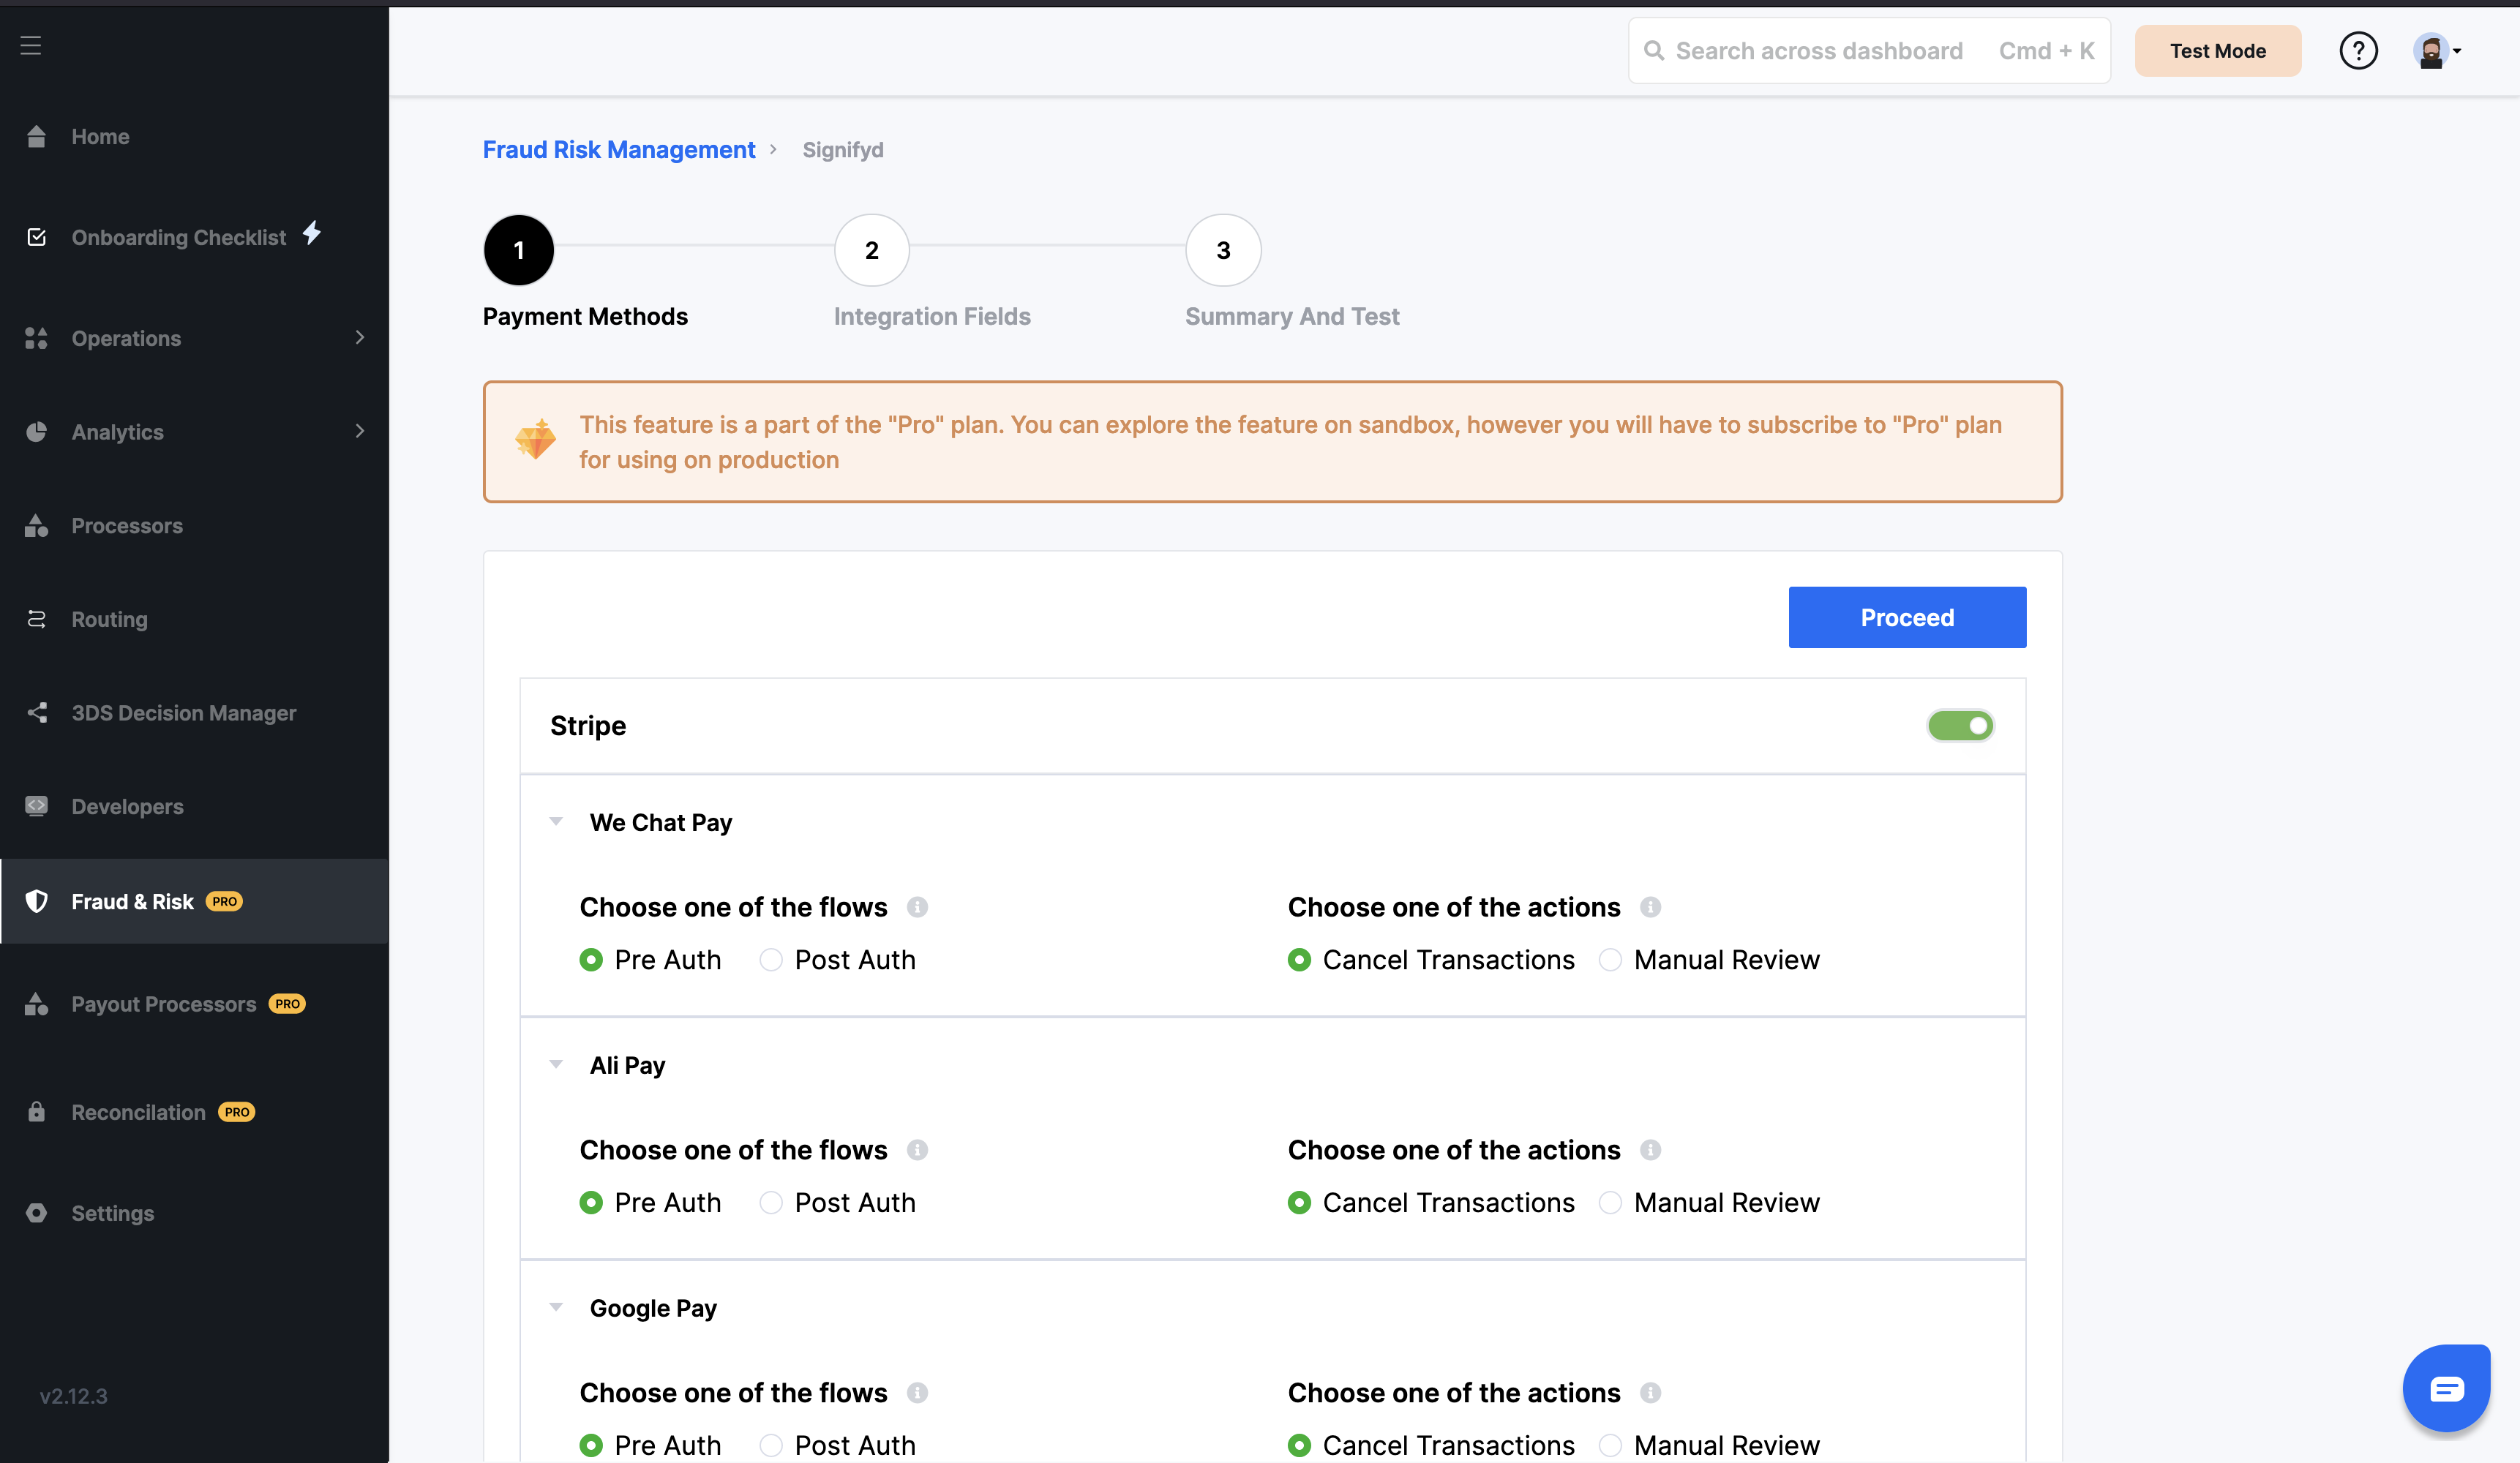 Search across dashboard Cmd + K
Test Mode
?
Home
Onboarding Checklist
Operations
Analytics
Processors
Routing
3DS Decision Manager
Developers
Fraud & Risk PRO
Payout Processors PRO
Reconcilation PRO
Settings
v2.12.3
Fraud Risk Management > Signifyd
1 2 3
Payment Methods Integration Fields Summary And Test
This feature is a part of the "Pro" plan. You can explore the feature on sandbox, however you will have to subscribe to "Pro" plan
for using on production
Proceed
Stripe
We Chat Pay
Choose one of the flows Choose one of the actions
Pre Auth Post Auth Cancel Transactions Manual Review
Ali Pay
Choose one of the flows Choose one of the actions
Pre Auth Post Auth Cancel Transactions Manual Review
Google Pay
Choose one of the flows Choose one of the actions
Pre Auth Post Auth Cancel Transactions Manual Review